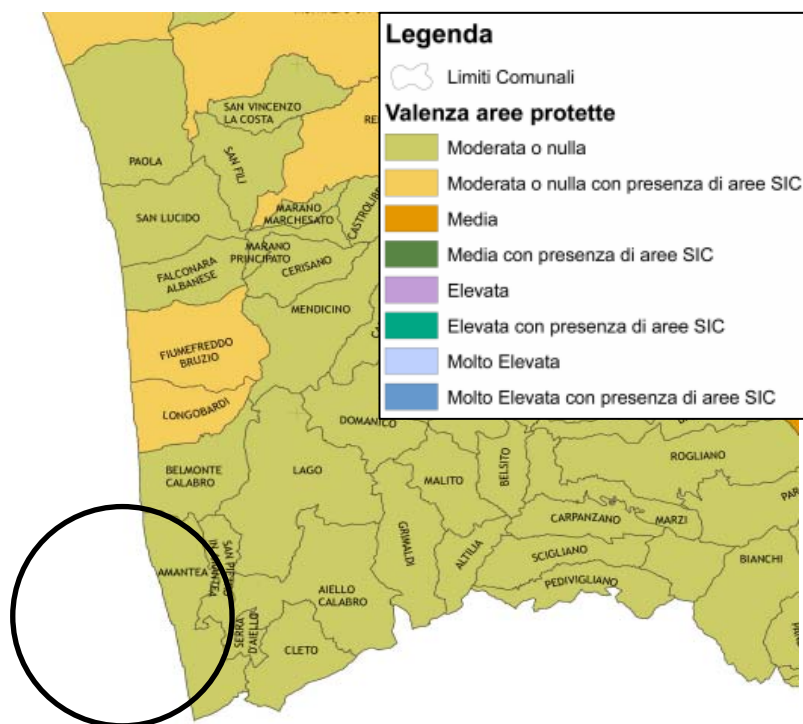 Legenda
Limiti Comunali
Valenza aree protette
Moderata o nulla
Moderata o nulla con presenza di aree SIC
Media
Media con presenza di aree SIC
Elevata
Elevata con presenza di aree SIC
Molto Elevata
Molto Elevata con presenza di aree SIC
SAN VINCENZO
LA COSTA
RE
PAOLA
SAN FILI
SAN LUCIDO
MARANO
MARCHESATO
CASTROLIBE
MARANO
PRINCIPATO
CERISANO
FALCONARA
ALBANESE
MENDICINO
FIUMEFREDDO
BRUZIO
LONGOBARDI
DOMANICO
BELMONTE
CALABRO
LAGO
MALITO
BELSITO
ROGLIANO
PAR
CARPANZANO
MARZI
GRIMALDI
ALTILIA
SCIGLIANO
BIANCHI
PEDIVIGLIANO
AMANTEA
SAN PIETRO
IN AMANTEA
AIELLO
CALABRO
SERRA
D'AIELLO
CLETO